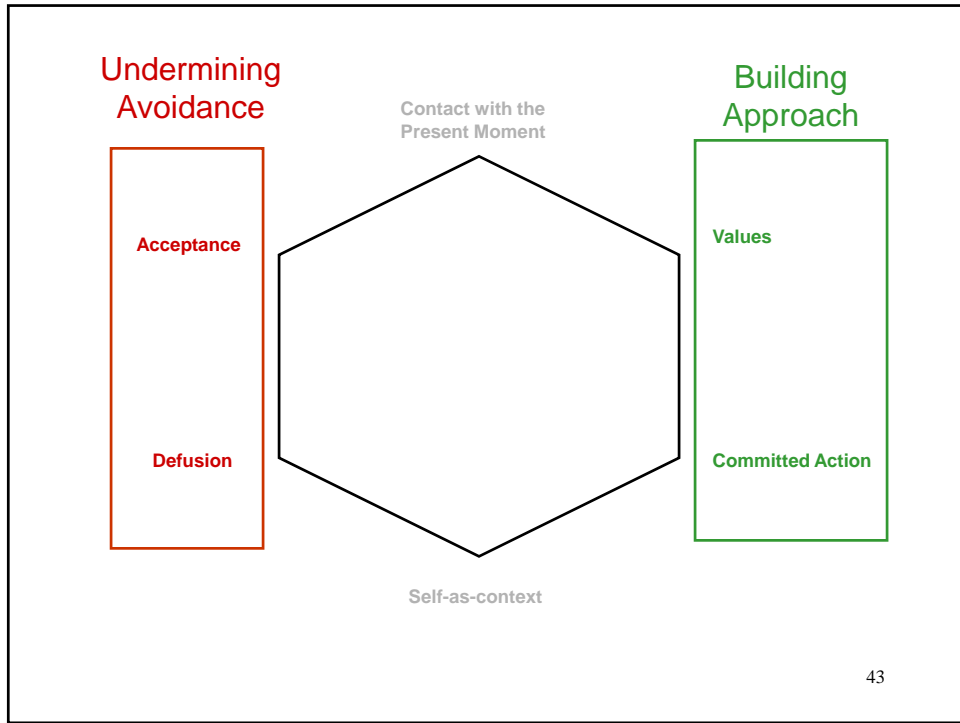 Undermining
Avoidance
Contact with the
Present Moment
Building
Approach
Acceptance
Values
Defusion
Committed Action
Self-as-context
43